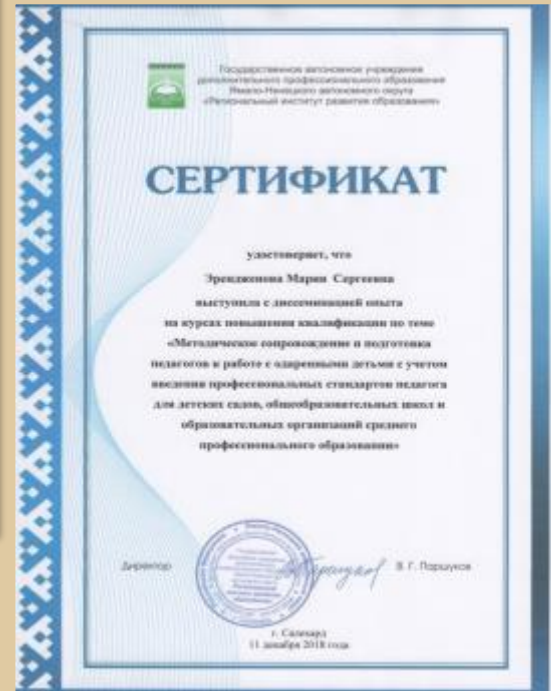 Государственное автономное учреждение
дополнительного профессионального образования
Ямало-Ненецкого автономного округа
«Региональный институт развития образования»
СЕРТИФИКАТ
удостоверяет, что
Эрендженова Мария Сергеевна
выступила с диссеминацией опыта
на курсах повышения квалификации по теме
«Методическое сопровождение и подготовка
педагогов к работе с одаренными детьми с учетом
введения профессиональных стандартов педагога
для детских садов, общеобразовательных школ и
образовательных организаций среднего
профессионального образования»
Директор
В. Г. Паршуков
г. Салехард
11 декабря 2018 года